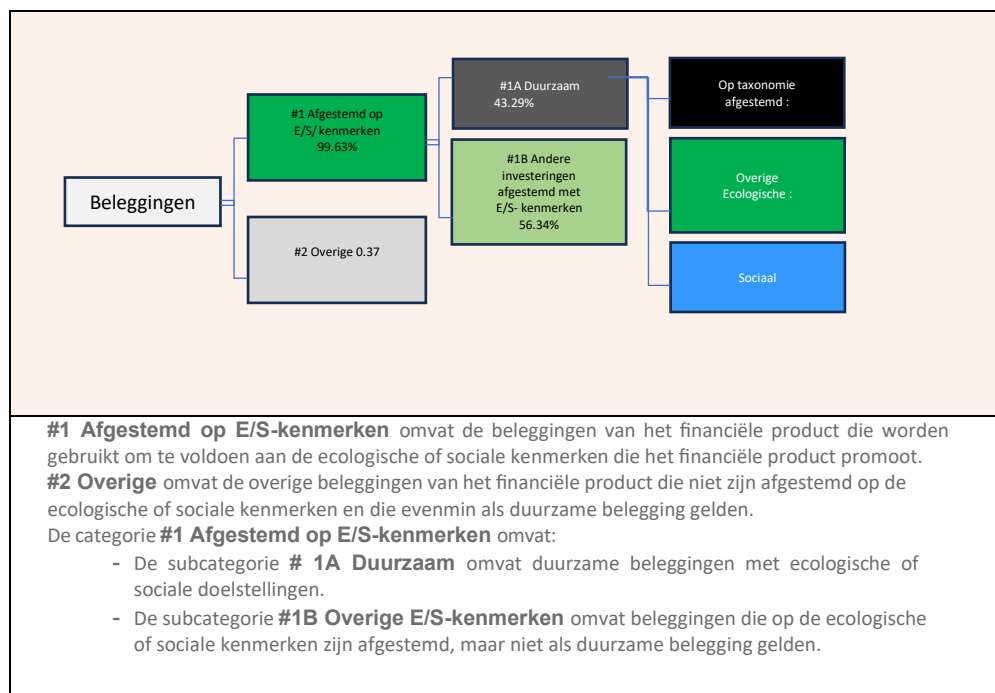 Beleggingen
#1 Afgestemd op
E/S/ kenmerken
99.63%
#2 Overige 0.37
#1A Duurzaam
43.29%
#1B Andere
investeringen
afgestemd met
E/S- kenmerken
56.34%
Op taxonomie
afgestemd :
Overige
Ecologische :
Sociaal
#1 Afgestemd op E/S-kenmerken omvat de beleggingen van het financiële product die worden
gebruikt om te voldoen aan de ecologische of sociale kenmerken die het financiële product promoot.
#2 Overige omvat de overige beleggingen van het financiële product die niet zijn afgestemd op de
ecologische of sociale kenmerken en die evenmin als duurzame belegging gelden.
De categorie #1 Afgestemd op E/S-kenmerken omvat:
- De subcategorie # 1A Duurzaam omvat duurzame beleggingen met ecologische of
sociale doelstellingen.
- De subcategorie #1B Overige E/S-kenmerken omvat beleggingen die op de ecologische
of sociale kenmerken zijn afgestemd, maar niet als duurzame belegging gelden.